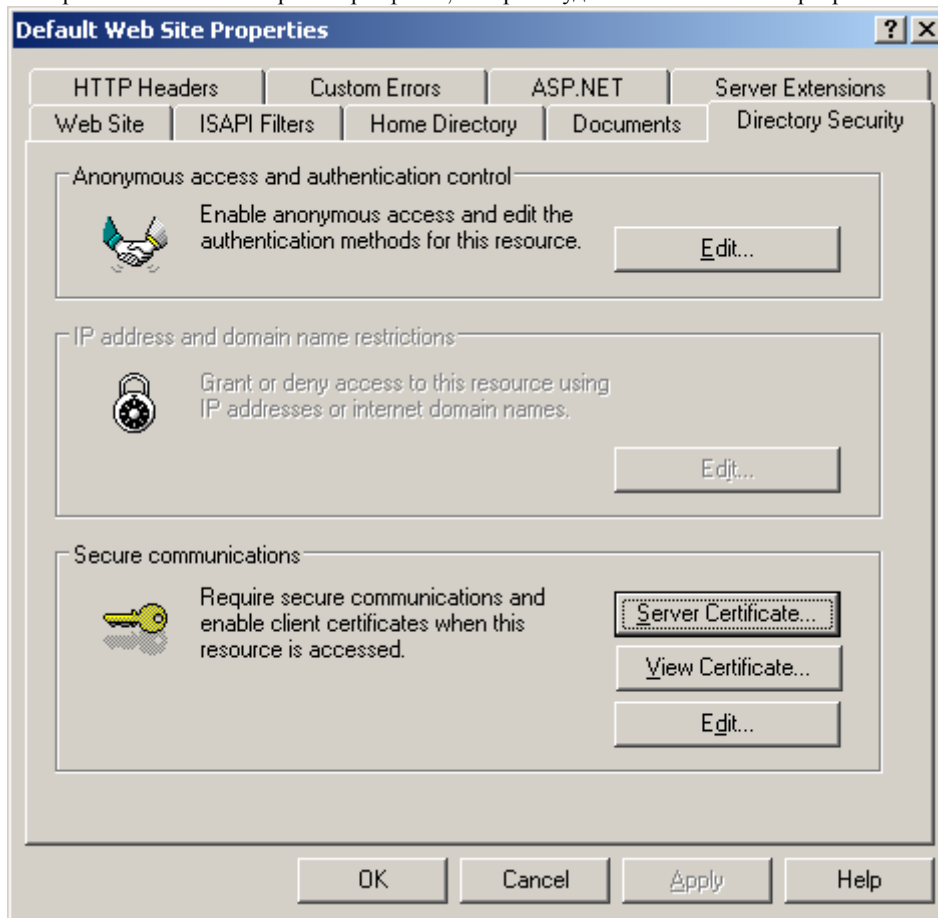 Default Web Site Properties
HTTP Headers Custom Errors ASP.NET Server Extensions
Web Site ISAPI Filters Home Directory Documents Directory Security
Anonymous access and authentication control
Enable anonymous access and edit the
authentication methods for this resource.
Edit...
IP address and domain name restrictions
Grant or deny access to this resource using
IP addresses or internet domain names.
Edit...
Secure communications
Require secure communications and
enable client certificates when this
resource is accessed.
Server Certificate...
View Certificate...
Edit...
OK Cancel Apply Help